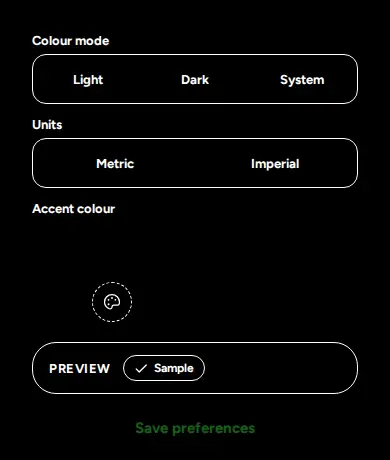 Colour mode
Light Dark System
Units
Metric Imperial
Accent colour
PREVIEW Sample
Save preferences